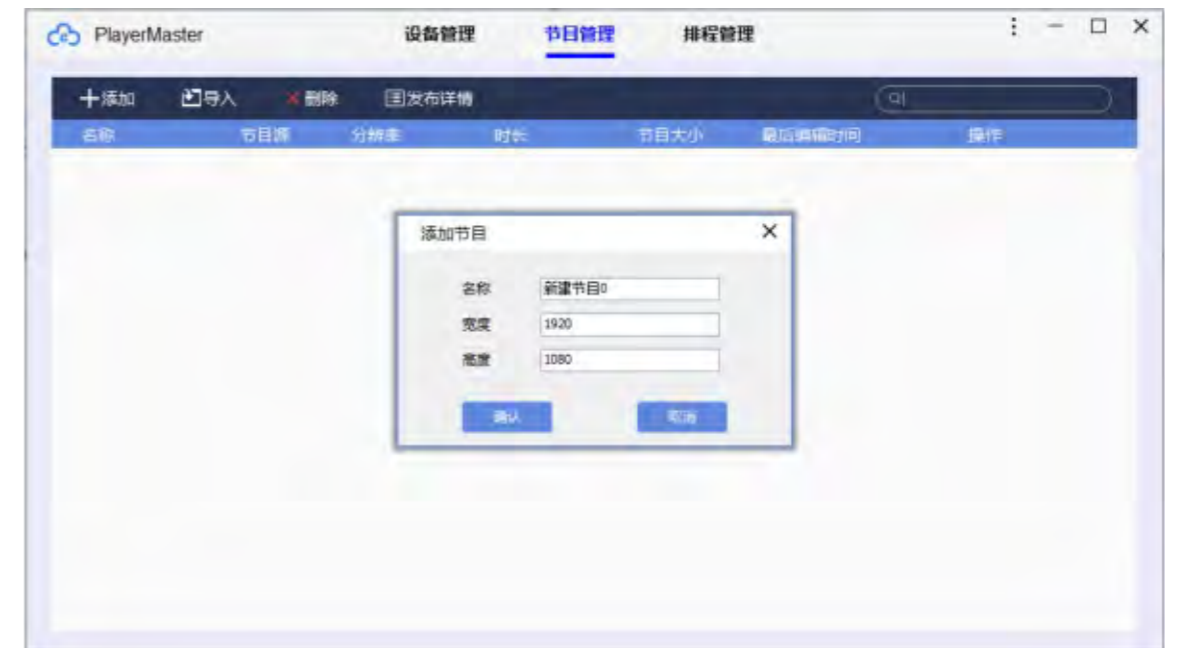 PlayerMaster 设备管理 节目管理 排程管理
添加 导入 删除 发布详情
名称 节目源 分辨率 时长 节目大小 最后编辑时间 操作
添加节目
名称 新建节目0
宽度 1920
高度 1080
确认 取消